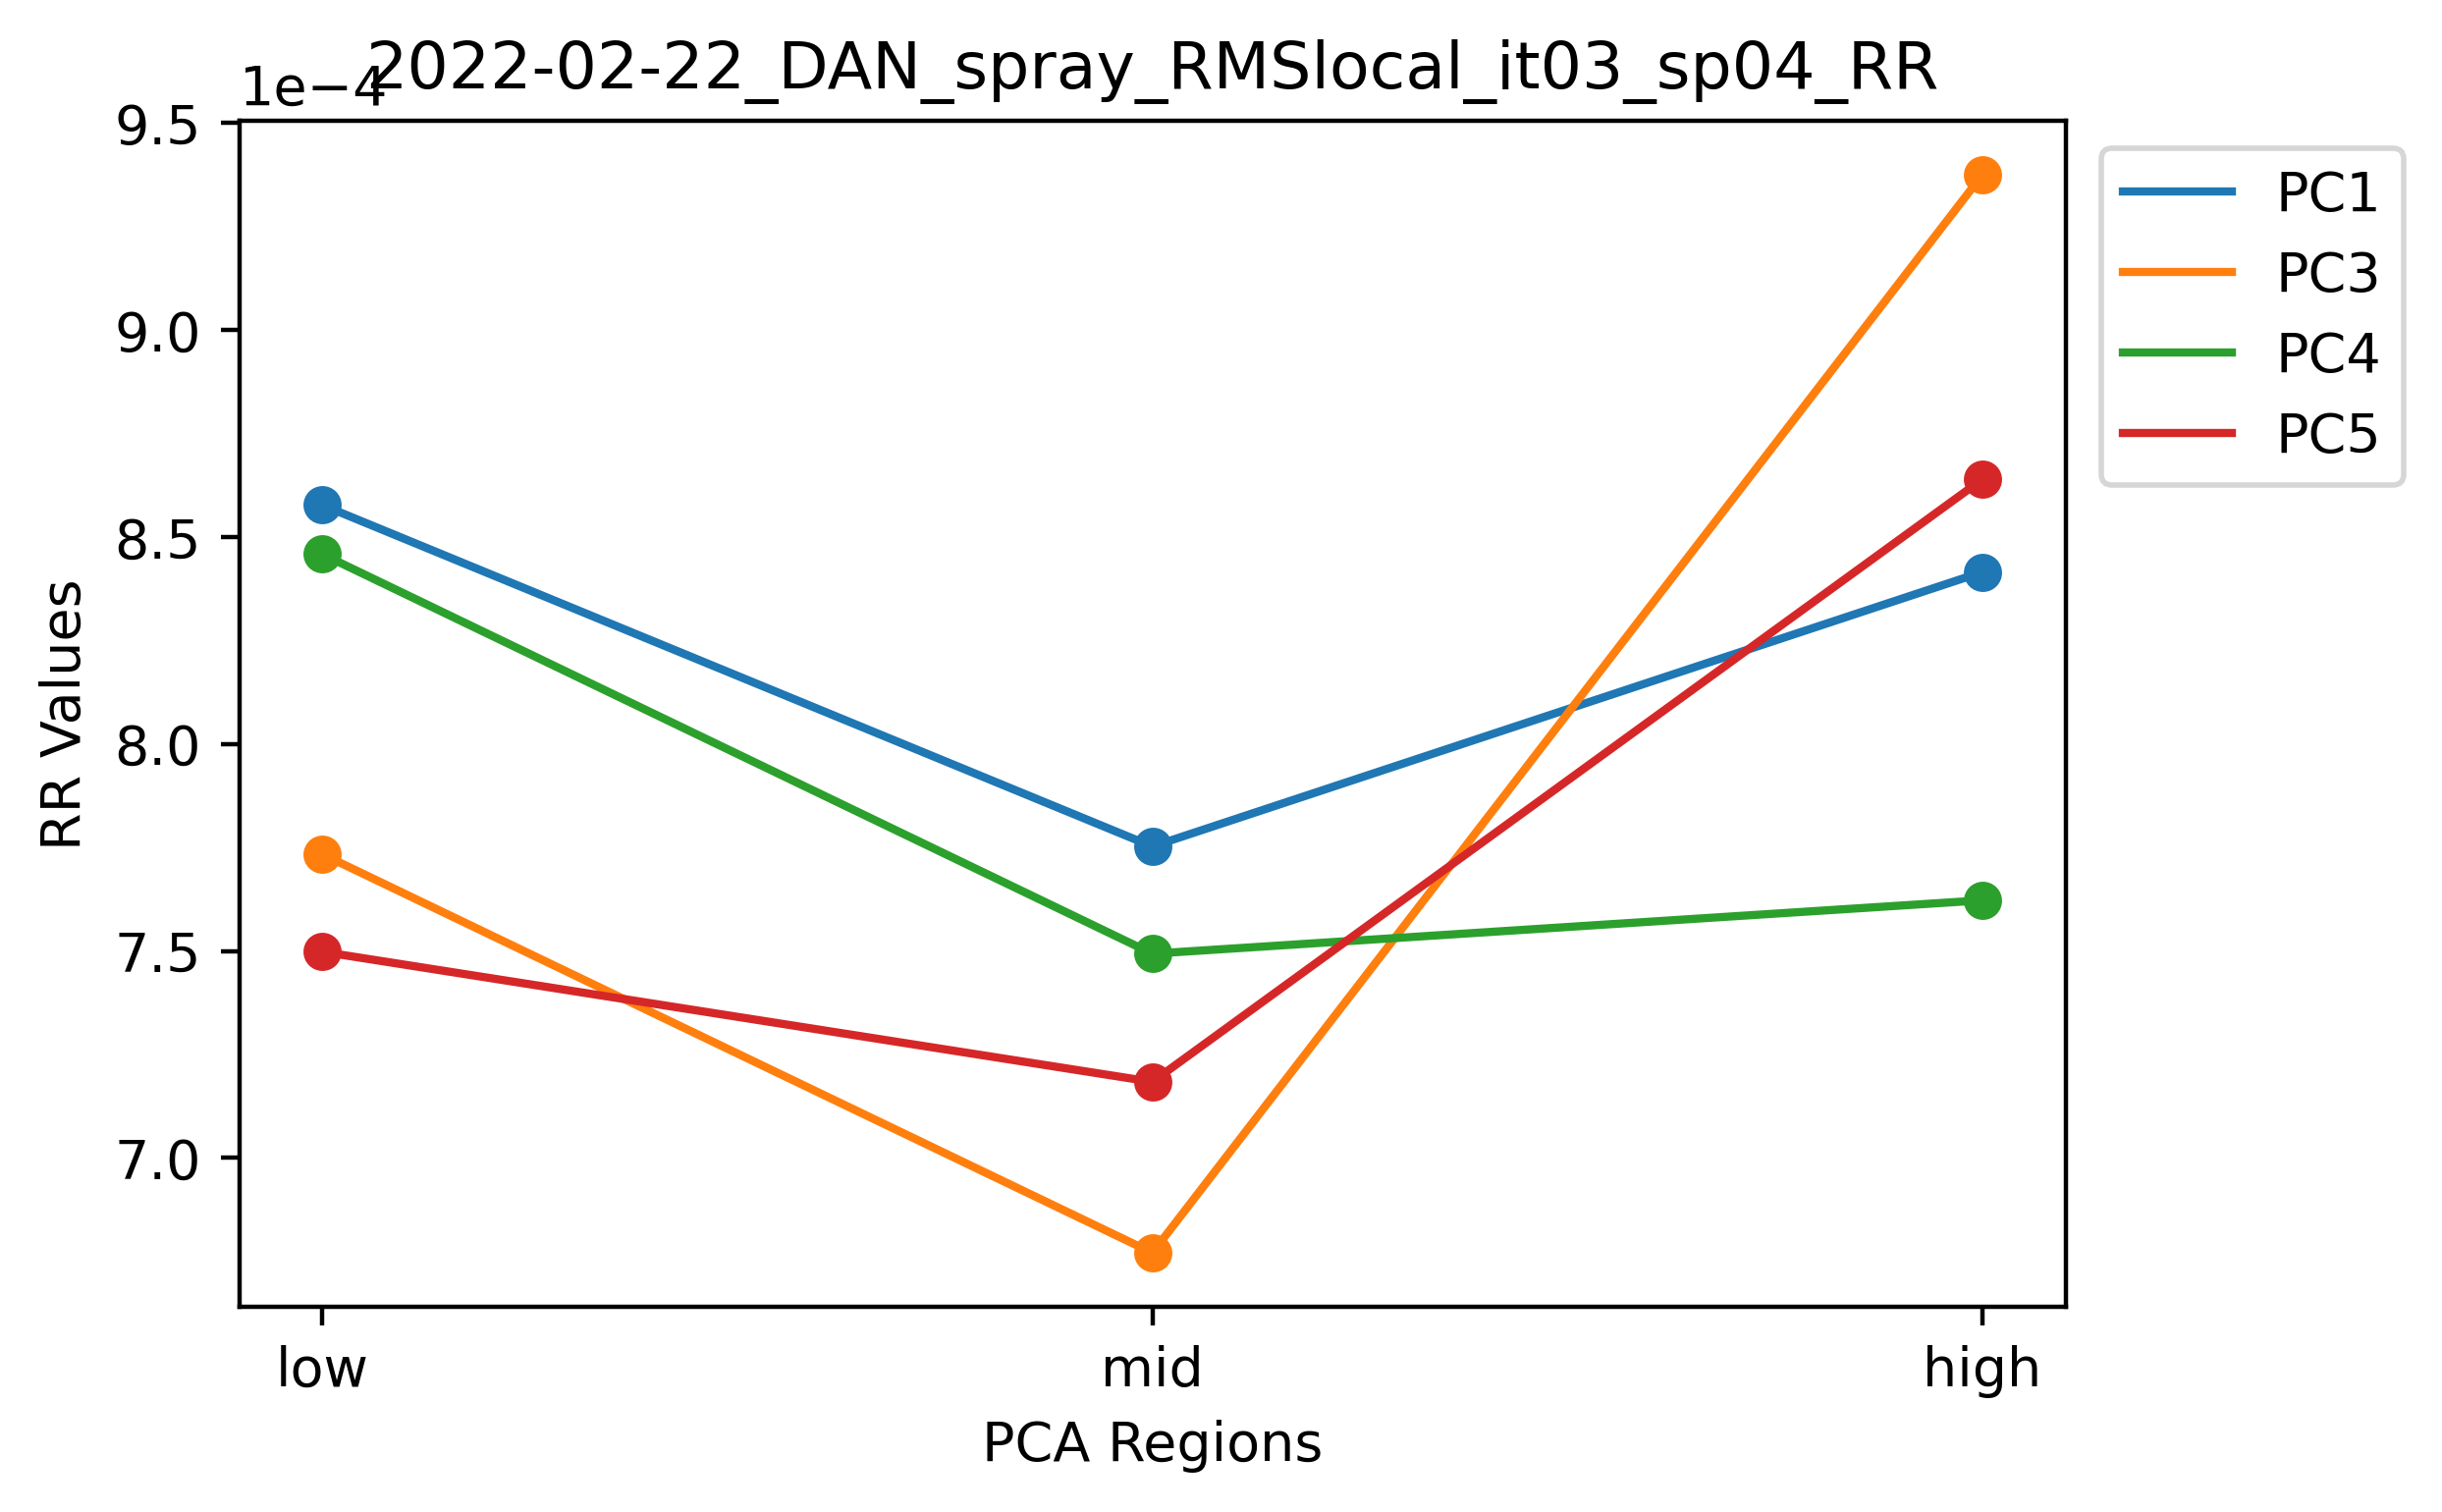 2022-02-22_DAN_spray_RMSlocal_it03_sp04_RR
1e−4
9.5
9.0
8.5
8.0
7.5
7.0
RR Values
low
mid
high
PCA Regions
PC1
PC3
PC4
PC5